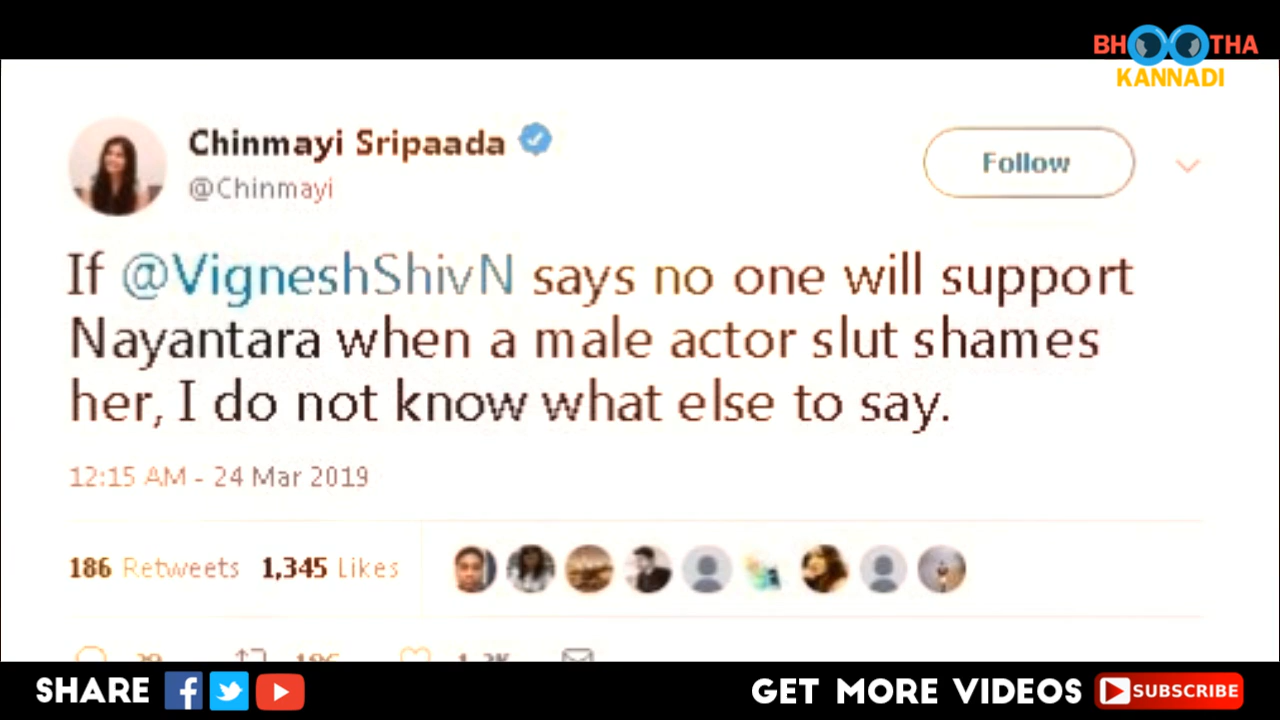 BHOOTHA
KANNADI
Chinmayi Sripaada
@Chinmayi
Follow
If @VigneshShivN says no one will support
Nayantara when a male actor slut shames
her, I do not know what else to say.
12:15 AM - 24 Mar 2019
186 Retweets 1,345 Likes
SHARE
GET MORE VIDEOS
SUBSCRIBE